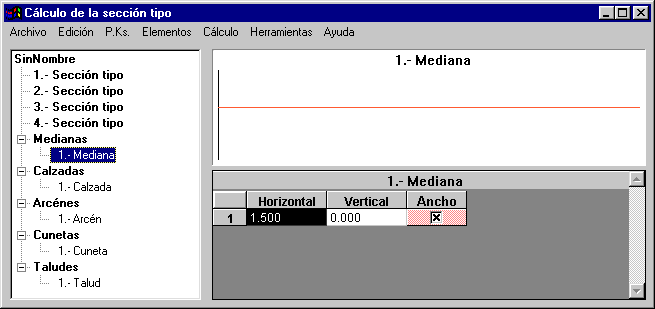 Cálculo de la sección tipo
Archivo Edición P.Ks. Elementos Cálculo Herramientas Ayuda
SinNombre
1.- Sección tipo
2.- Sección tipo
3.- Sección tipo
4.- Sección tipo
Medianas
1.- Mediana
Calzadas
1.- Calzada
Arcénes
1.- Arcén
Cunetas
1.- Cuneta
Taludes
1.- Talud
1.- Mediana
1.- Mediana
Horizontal Vertical Ancho
1 1.500 0.000